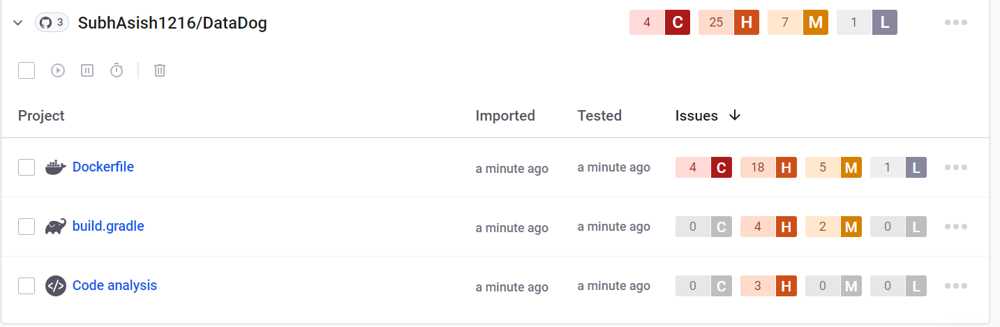 3 SubhAsish1216/DataDog 4 C 25 H 7 M 1 L
Project Imported Tested Issues
Dockerfile a minute ago a minute ago 4 C 18 H 5 M 1 L
build.gradle a minute ago a minute ago 0 C 4 H 2 M 0 L
Code analysis a minute ago a minute ago 0 C 3 H 0 M 0 L